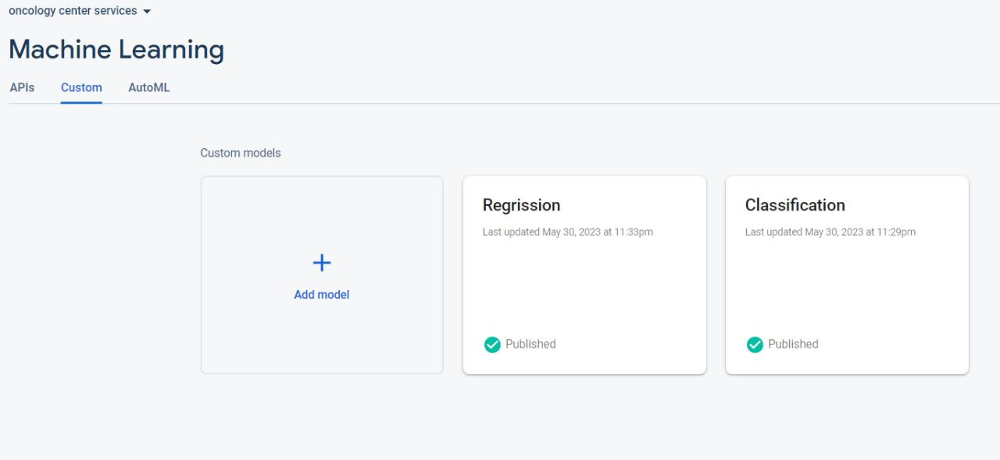 oncology center services
Machine Learning
APIs Custom AutoML
Custom models
Add model
Regrission
Last updated May 30, 2023 at 11:33pm
Published
Classification
Last updated May 30, 2023 at 11:29pm
Published